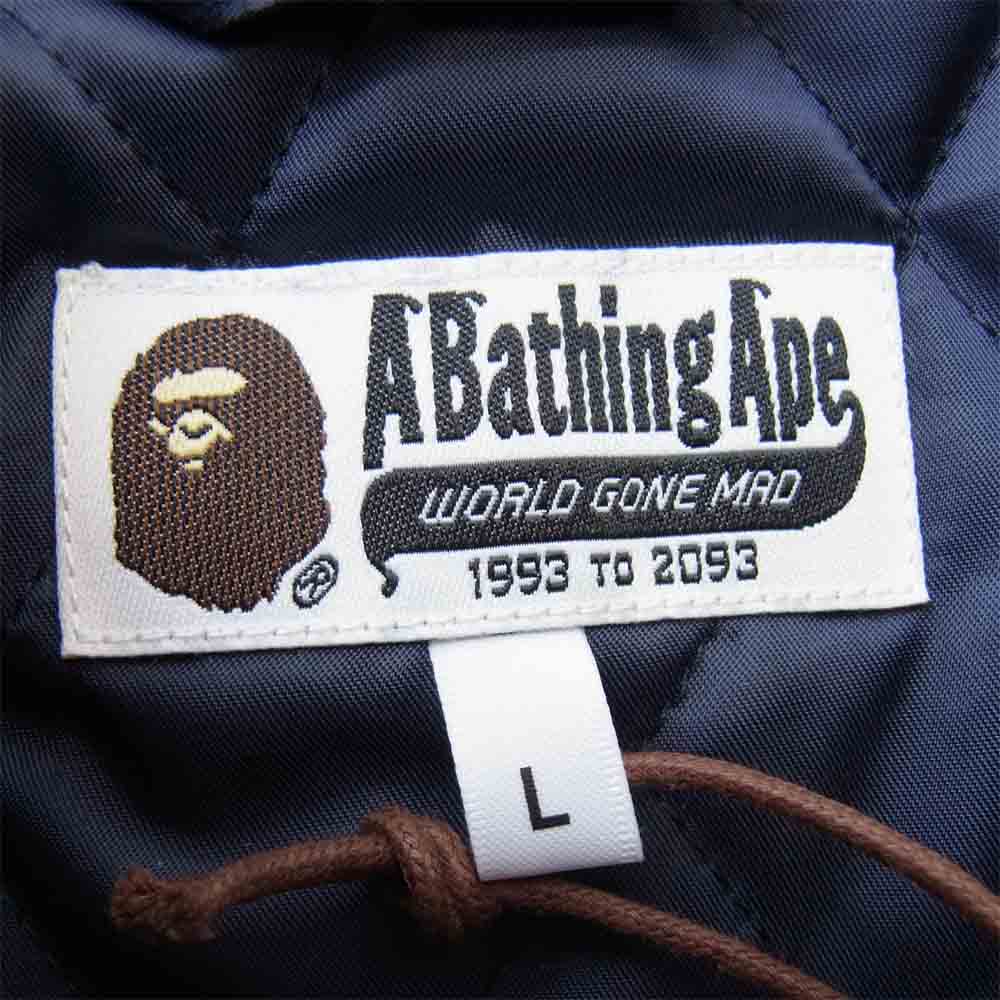 A Bathing Ape
WORLD GONE MAD
®
1993 TO 2093
L